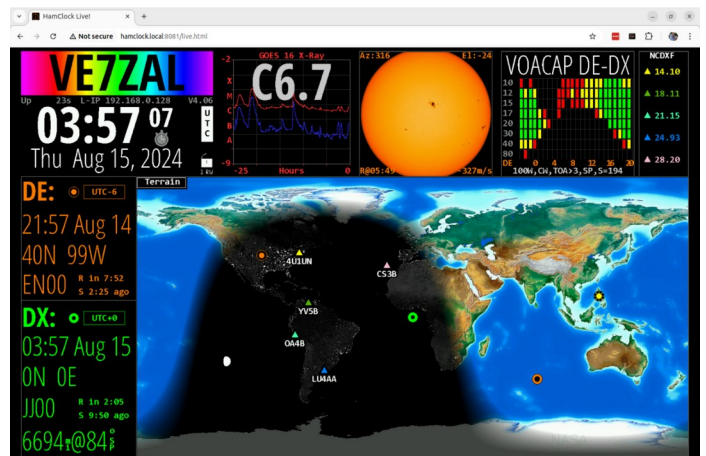 HamClock Live!
Not secure hamclock.local:8081/live.html
VE7ZAL
Up 23s L-IP 192.168.0.128 V4.06
03:57 07
UTC
Thu Aug 15, 2024
GOES 16 X-Ray
C6.7
-2
X
M
C
B
A
-9
-25 Hours 0
Az:316 El:-24
R@05:49 -327m/s
VOACAP DE-DX
10
12
15
17
20
30
40
80
DE 0 4 8 12 16 20
100W,CW,TOA>3,SP,S=194
NCDXF
14.10
18.11
21.15
24.93
28.20
DE: UTC-6
21:57 Aug 14
40N 99W
EN00 R in 7:52
S 2:25 ago
DX: UTC+0
03:57 Aug 15
0N 0E
JJ00 R in 2:05
S 9:50 ago
6694m@84°
Terrain
4U1UN
CS3B
YV5B
OA4B
LU4AA
NASA